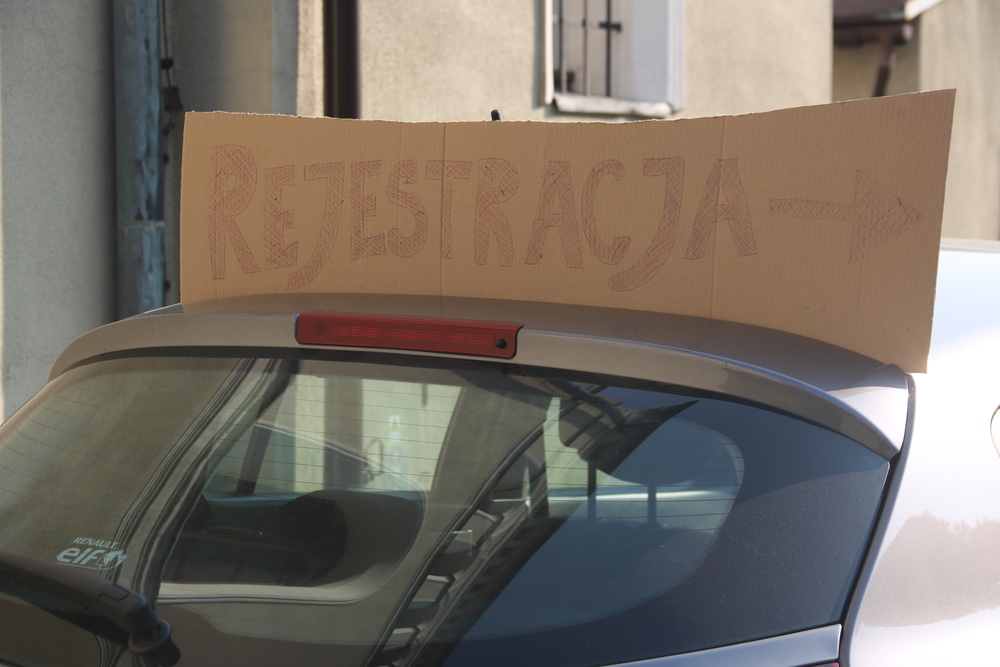 REJESTRACJA →
RENAULT
elf